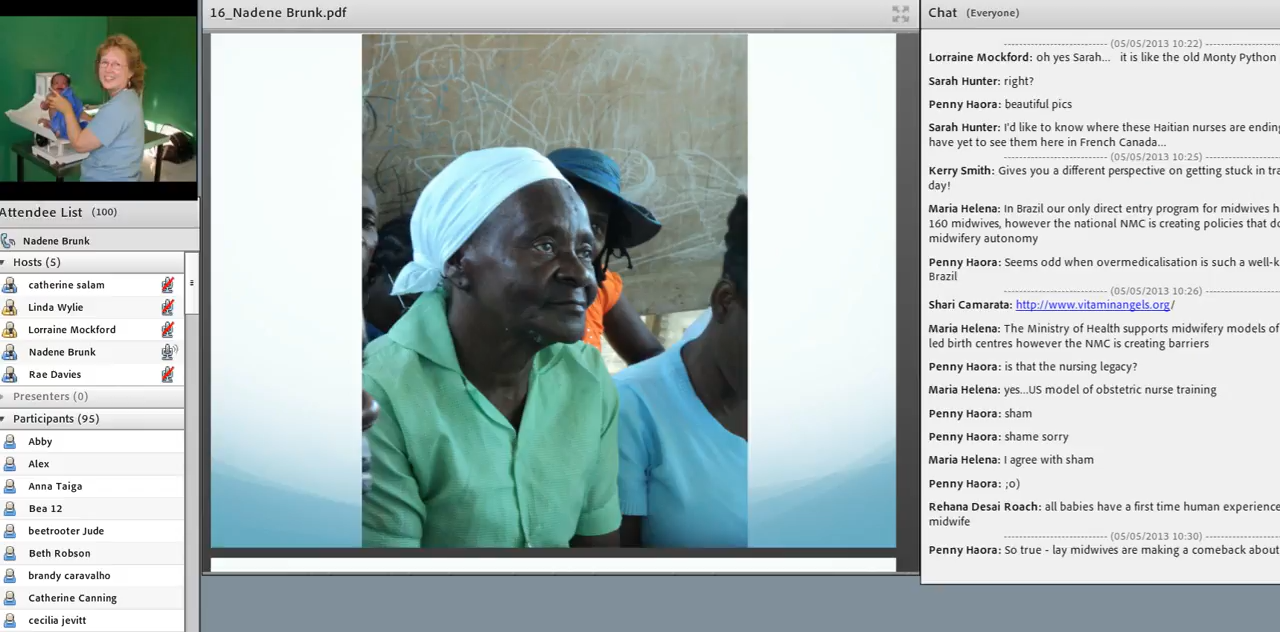 16_Nadene Brunk.pdf
Attendee List (100)
Nadene Brunk
Hosts (5)
catherine salam
Linda Wylie
Lorraine Mockford
Nadene Brunk
Rae Davies
Presenters (0)
Participants (95)
Abby
Alex
Anna Taiga
Bea 12
beetrooter Jude
Beth Robson
brandy caravalho
Catherine Canning
cecilia jevitt
Chat (Everyone)
(05/05/2013 10:22)
Lorraine Mockford: oh yes Sarah... it is like the old Monty Python
Sarah Hunter: right?
Penny Haora: beautiful pics
Sarah Hunter: I'd like to know where these Haitian nurses are ending
have yet to see them here in French Canada...
(05/05/2013 10:25)
Kerry Smith: Gives you a different perspective on getting stuck in tra
day!
Maria Helena: In Brazil our only direct entry program for midwives h
160 midwives, however the national NMC is creating policies that do
midwifery autonomy
Penny Haora: Seems odd when overmedicalisation is such a well-k
Brazil
(05/05/2013 10:26)
Shari Camarata: http://www.vitaminangels.org/
Maria Helena: The Ministry of Health supports midwifery models of
led birth centres however the NMC is creating barriers
Penny Haora: is that the nursing legacy?
Maria Helena: yes...US model of obstetric nurse training
Penny Haora: sham
Penny Haora: shame sorry
Maria Helena: I agree with sham
Penny Haora: ;o)
Rehana Desai Roach: all babies have a first time human experience
midwife
(05/05/2013 10:30)
Penny Haora: So true - lay midwives are making a comeback about